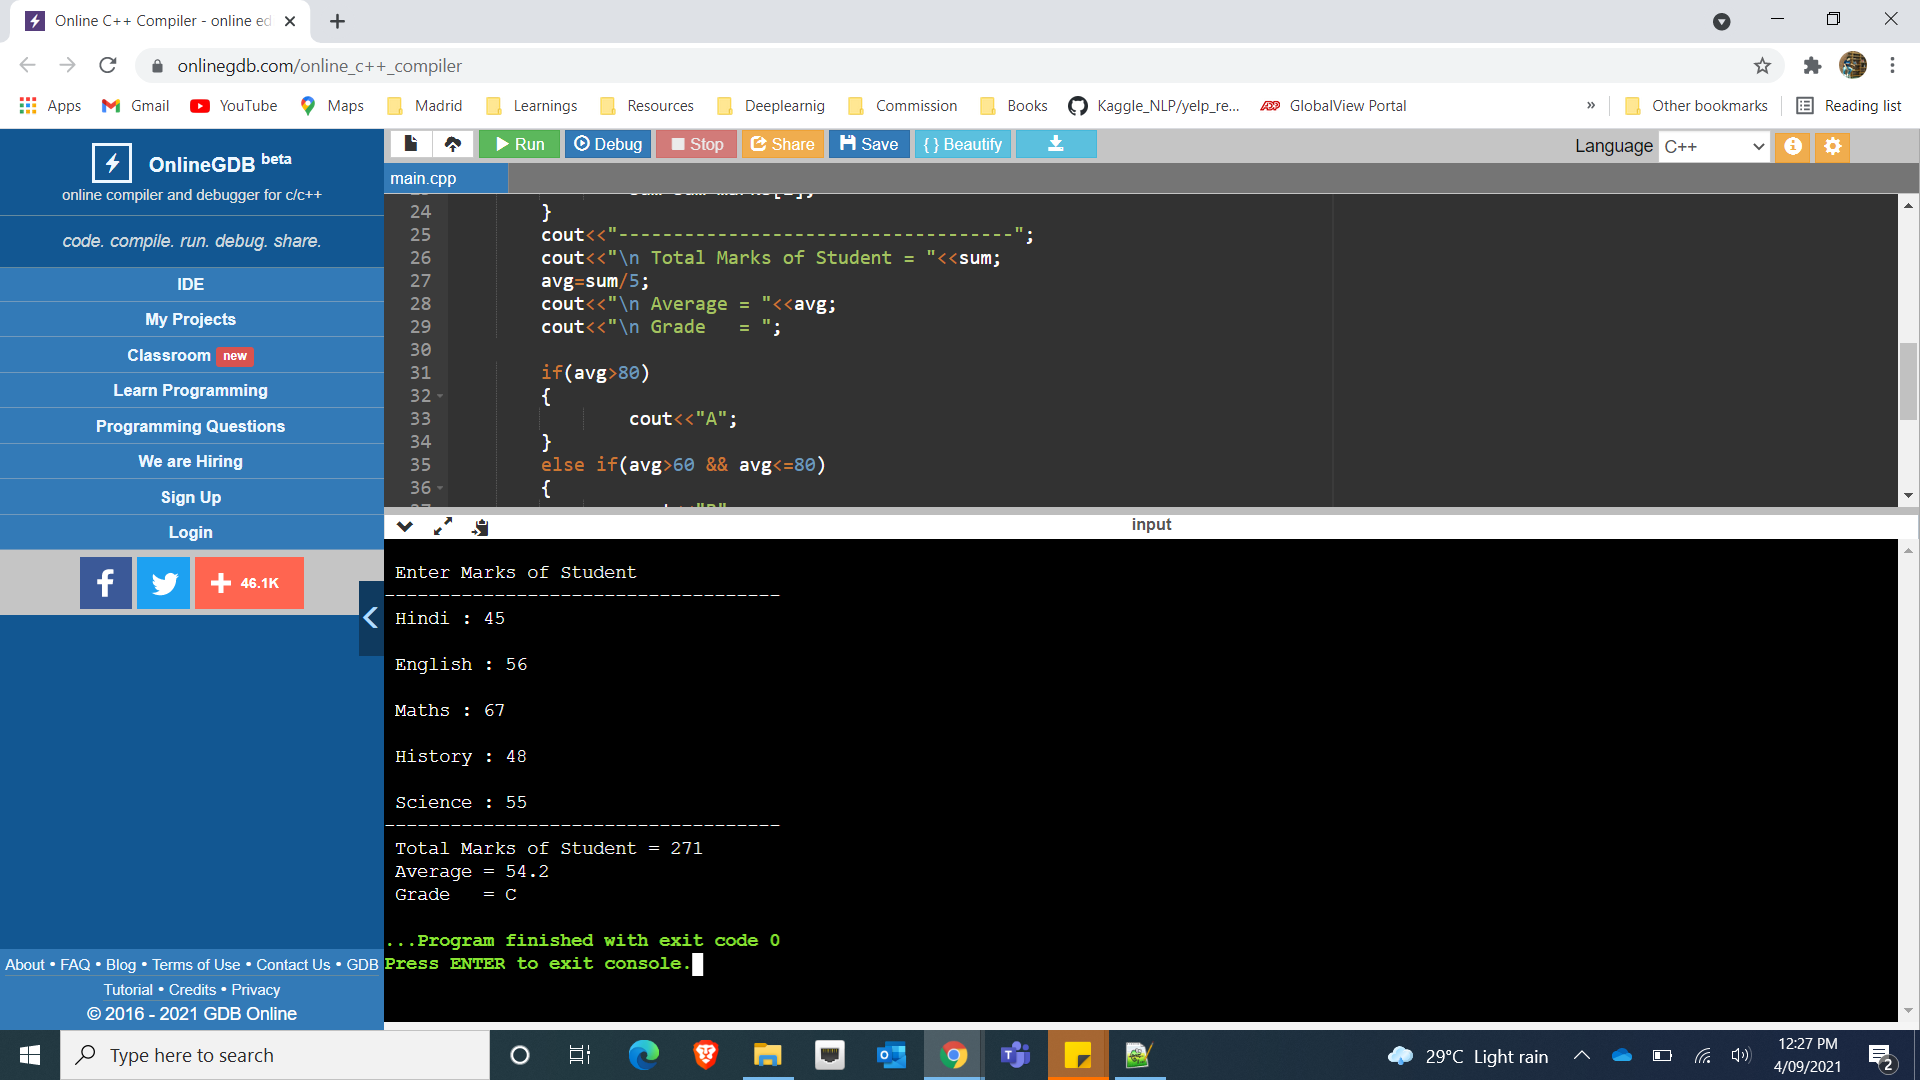 Online C++ Compiler - online ed
onlinegdb.com/online_c++_compiler
Apps Gmail YouTube Maps Madrid Learnings Resources Deeplearnig Commission Books Kaggle_NLP/yelp_re... GlobalView Portal » Other bookmarks Reading list
OnlineGDB beta
online compiler and debugger for c/c++
code. compile. run. debug. share.
IDE
My Projects
Classroom new
Learn Programming
Programming Questions
We are Hiring
Sign Up
Login
46.1K
About • FAQ • Blog • Terms of Use • Contact Us • GDB
Tutorial • Credits • Privacy
© 2016 - 2021 GDB Online
Run Debug Stop Share Save { } Beautify
Language C++
main.cpp
24 }
25 cout<<"------------------------------------";
26 cout<<"\n Total Marks of Student = "<<sum;
27 avg=sum/5;
28 cout<<"\n Average = "<<avg;
29 cout<<"\n Grade   = ";
30
31 if(avg>80)
32 {
33 cout<<"A";
34 }
35 else if(avg>60 && avg<=80)
36 {
input
Enter Marks of Student
------------------------------------
Hindi : 45
English : 56
Maths : 67
History : 48
Science : 55
------------------------------------
Total Marks of Student = 271
Average = 54.2
Grade   = C
...Program finished with exit code 0
Press ENTER to exit console.
Type here to search
29°C Light rain
12:27 PM
4/09/2021
2